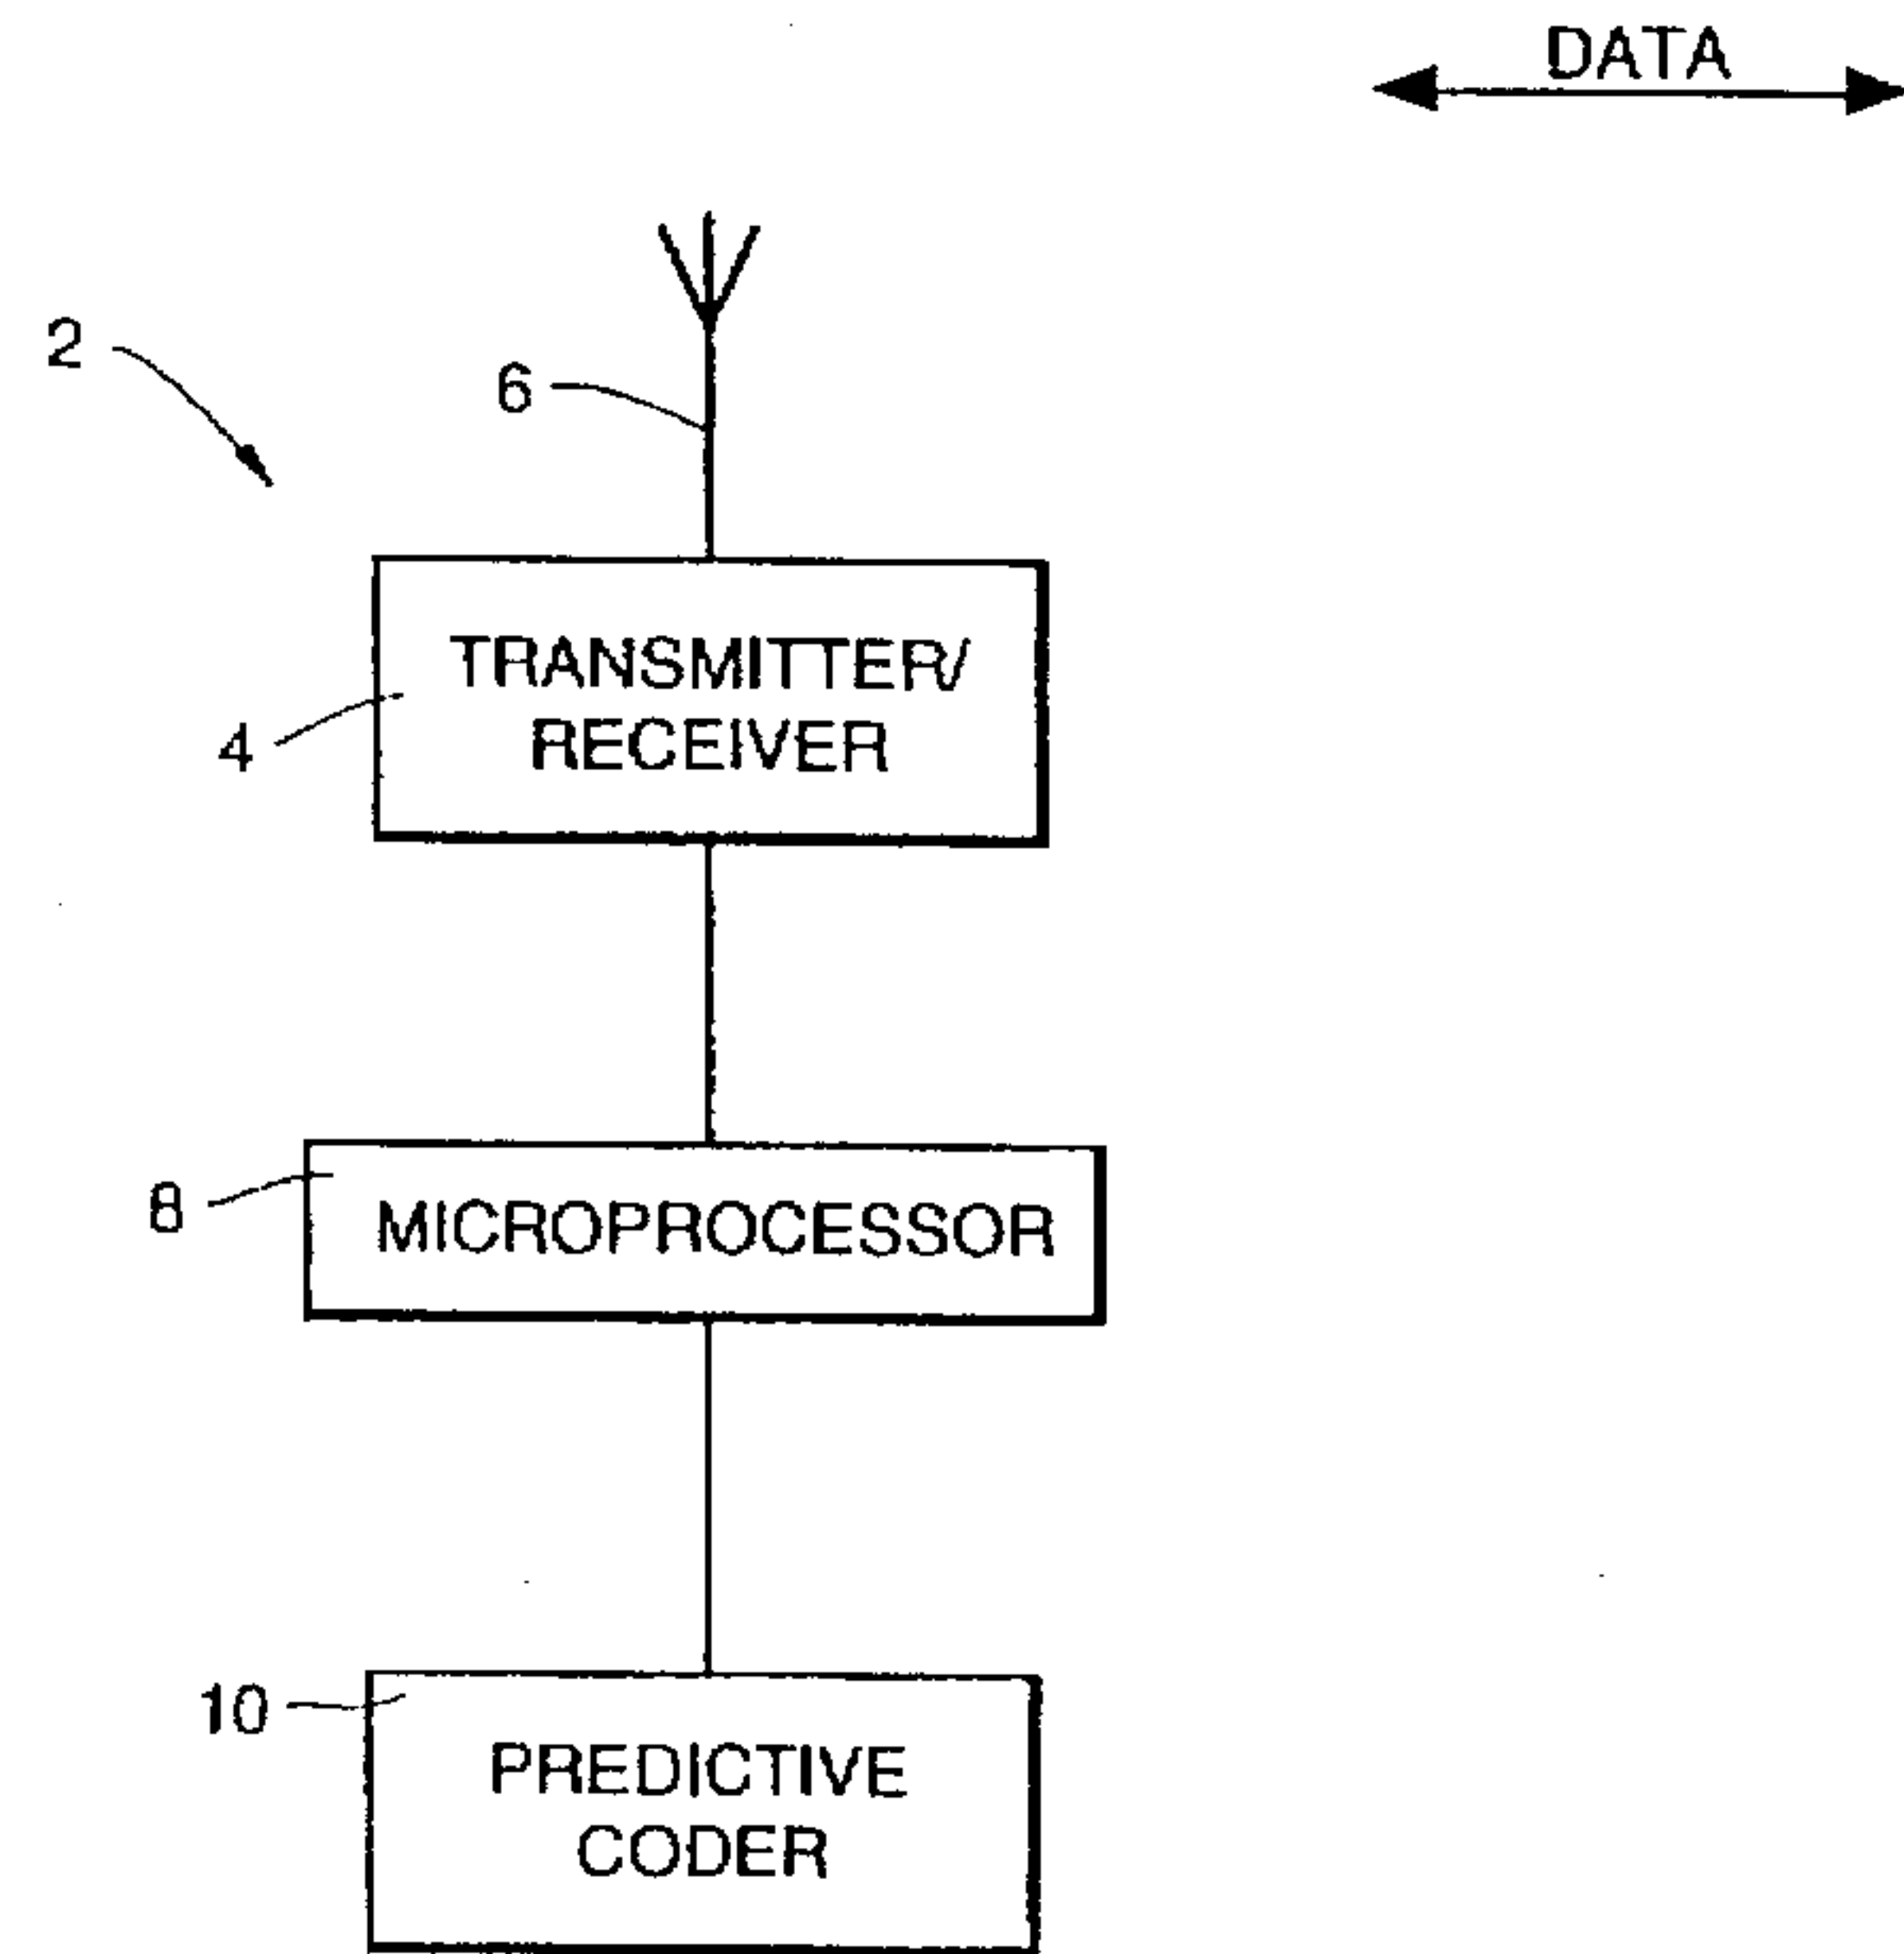 DATA
2
6
TRANSMITTER/
RECEIVER
4
8
MICROPROCESSOR
10
PREDICTIVE
CODER